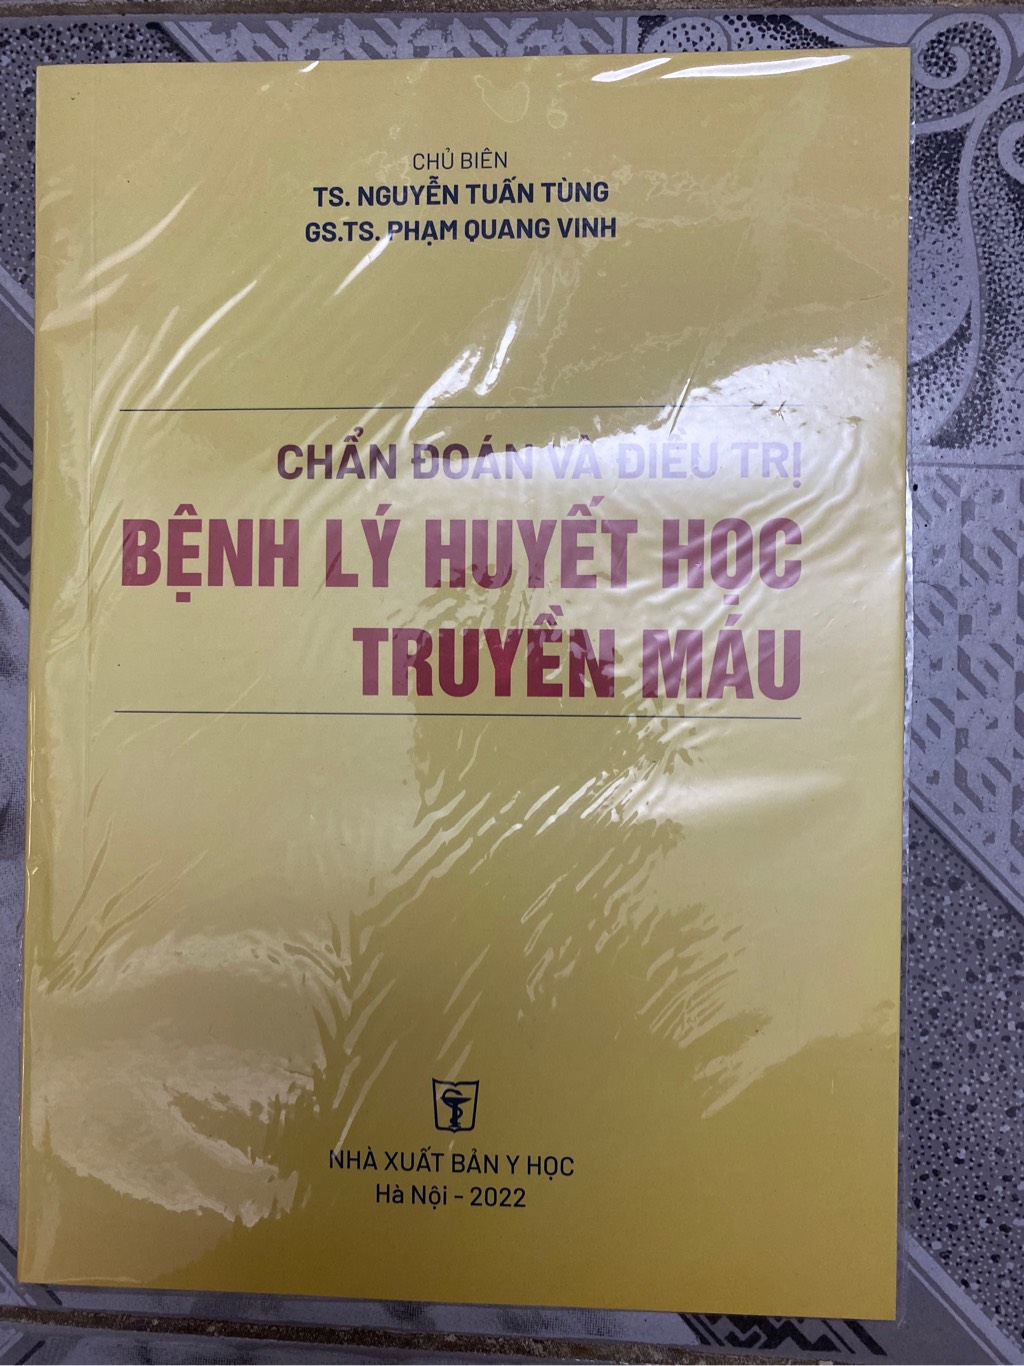 CHỦ BIÊN
TS. NGUYỄN TUẤN TÙNG
GS.TS. PHẠM QUANG VINH
CHẨN ĐOÁN VÀ ĐIỀU TRỊ
BỆNH LÝ HUYẾT HỌC
TRUYỀN MÁU
NHÀ XUẤT BẢN Y HỌC
Hà Nội - 2022